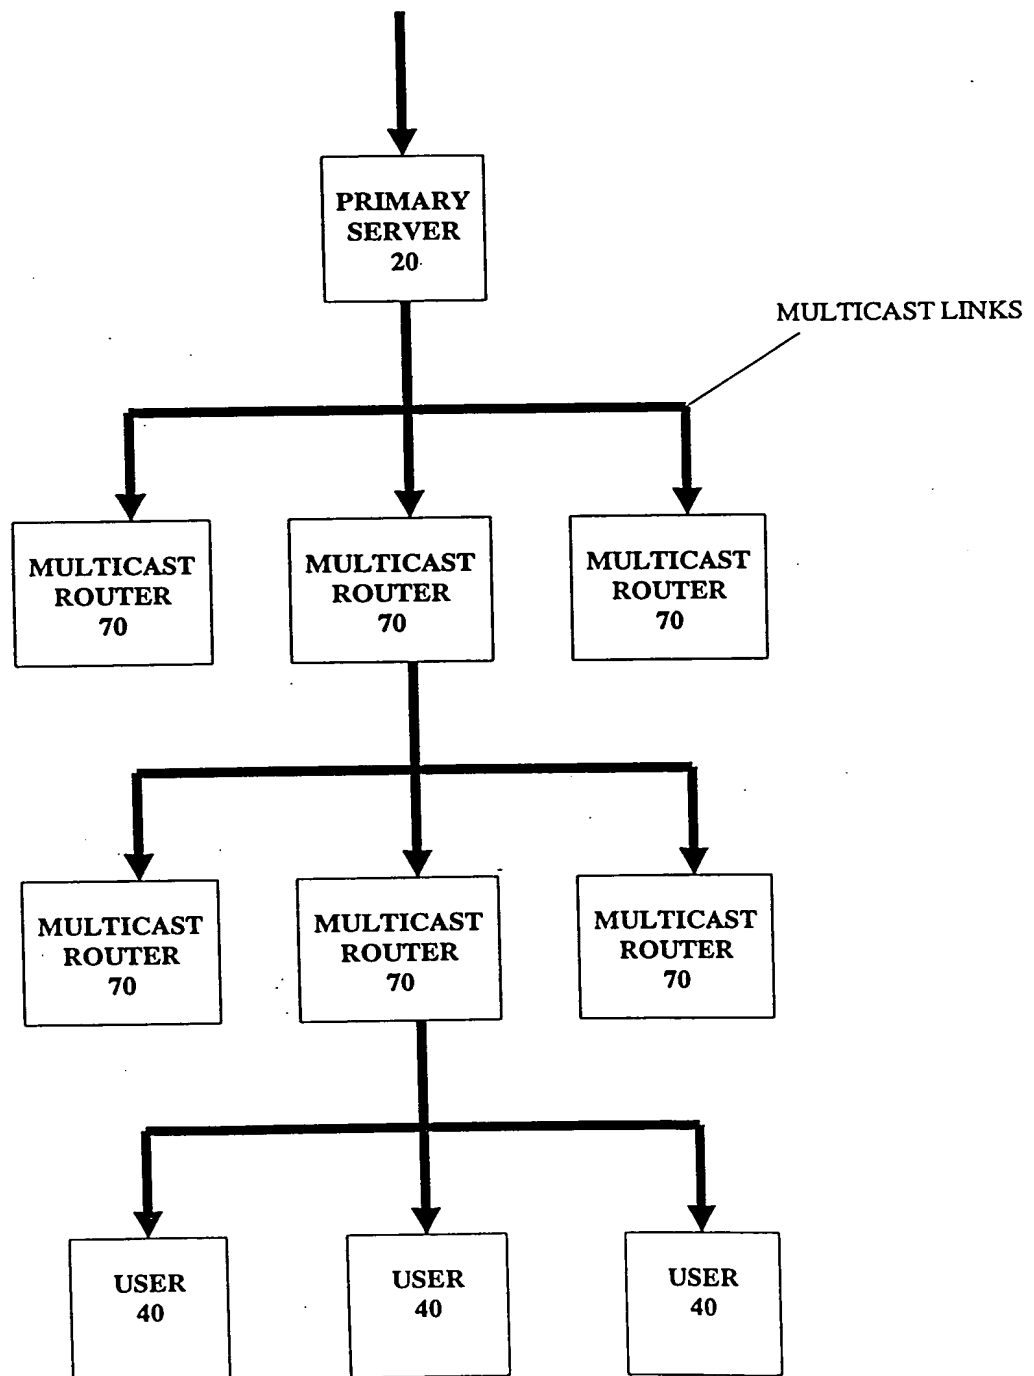 PRIMARY
SERVER
20
MULTICAST LINKS
MULTICAST
ROUTER
70
MULTICAST
ROUTER
70
MULTICAST
ROUTER
70
MULTICAST
ROUTER
70
MULTICAST
ROUTER
70
MULTICAST
ROUTER
70
USER
40
USER
40
USER
40